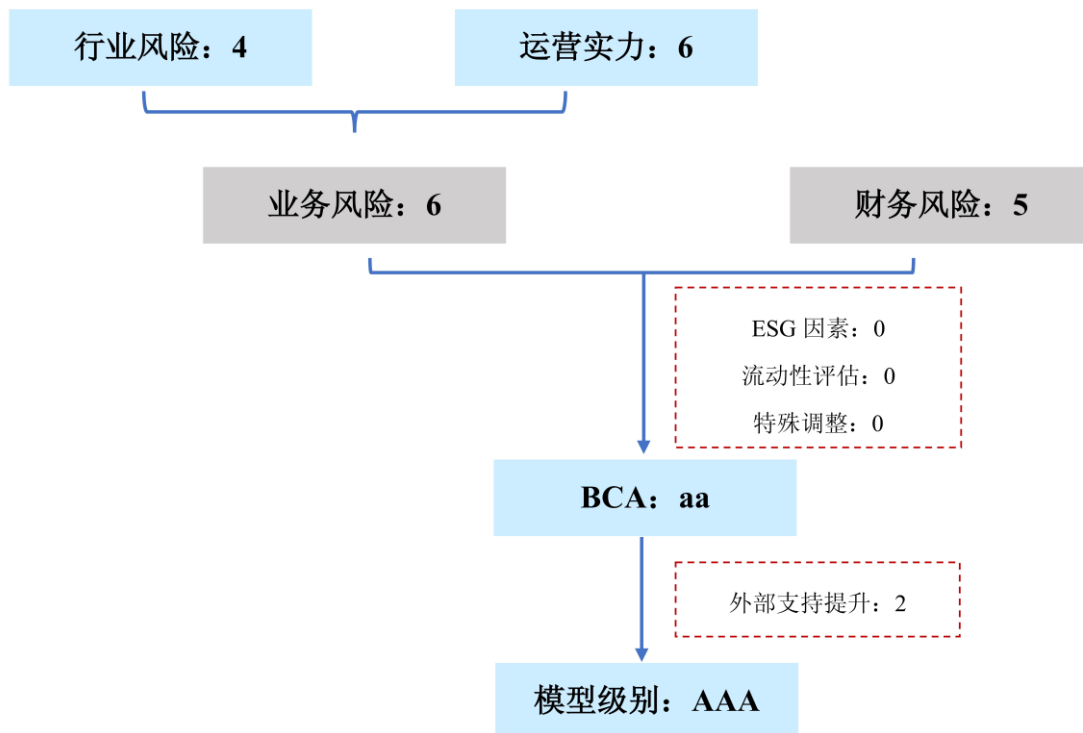 行业风险：4
运营实力：6
业务风险：6
财务风险：5
ESG 因素：0
流动性评估：0
特殊调整：0
BCA：aa
外部支持提升：2
模型级别：AAA